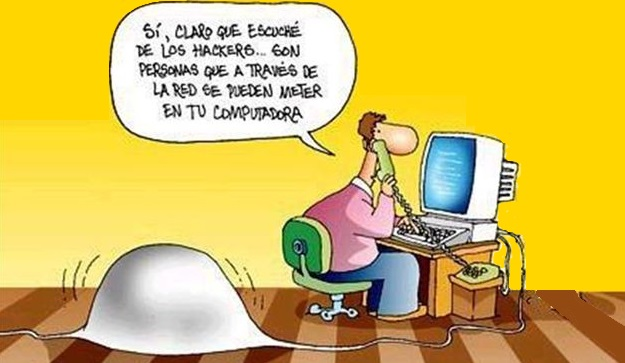 SÍ, CLARO QUE ESCUCHÉ
DE LOS HACKERS... SON
PERSONAS QUE A TRAVÉS DE
LA RED SE PUEDEN METER
EN TU COMPUTADORA